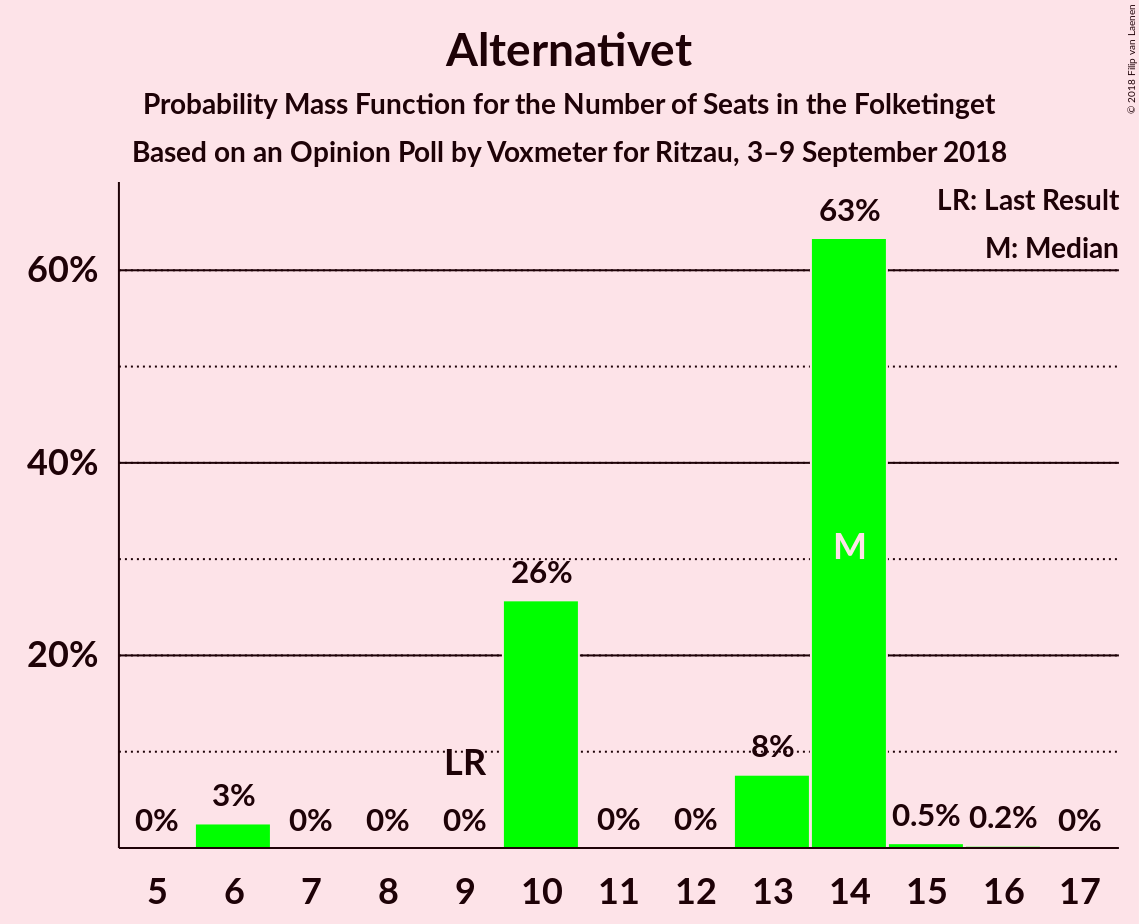 Alternativet
Probability Mass Function for the Number of Seats in the Folketinget
Based on an Opinion Poll by Voxmeter for Ritzau, 3–9 September 2018
© 2018 Filip van Laenen
LR: Last Result
M: Median
60%
40%
20%
0%
3%
0%
0%
LR
0%
26%
0%
0%
8%
63%
M
0.5%
0.2%
0%
5 6 7 8 9 10 11 12 13 14 15 16 17